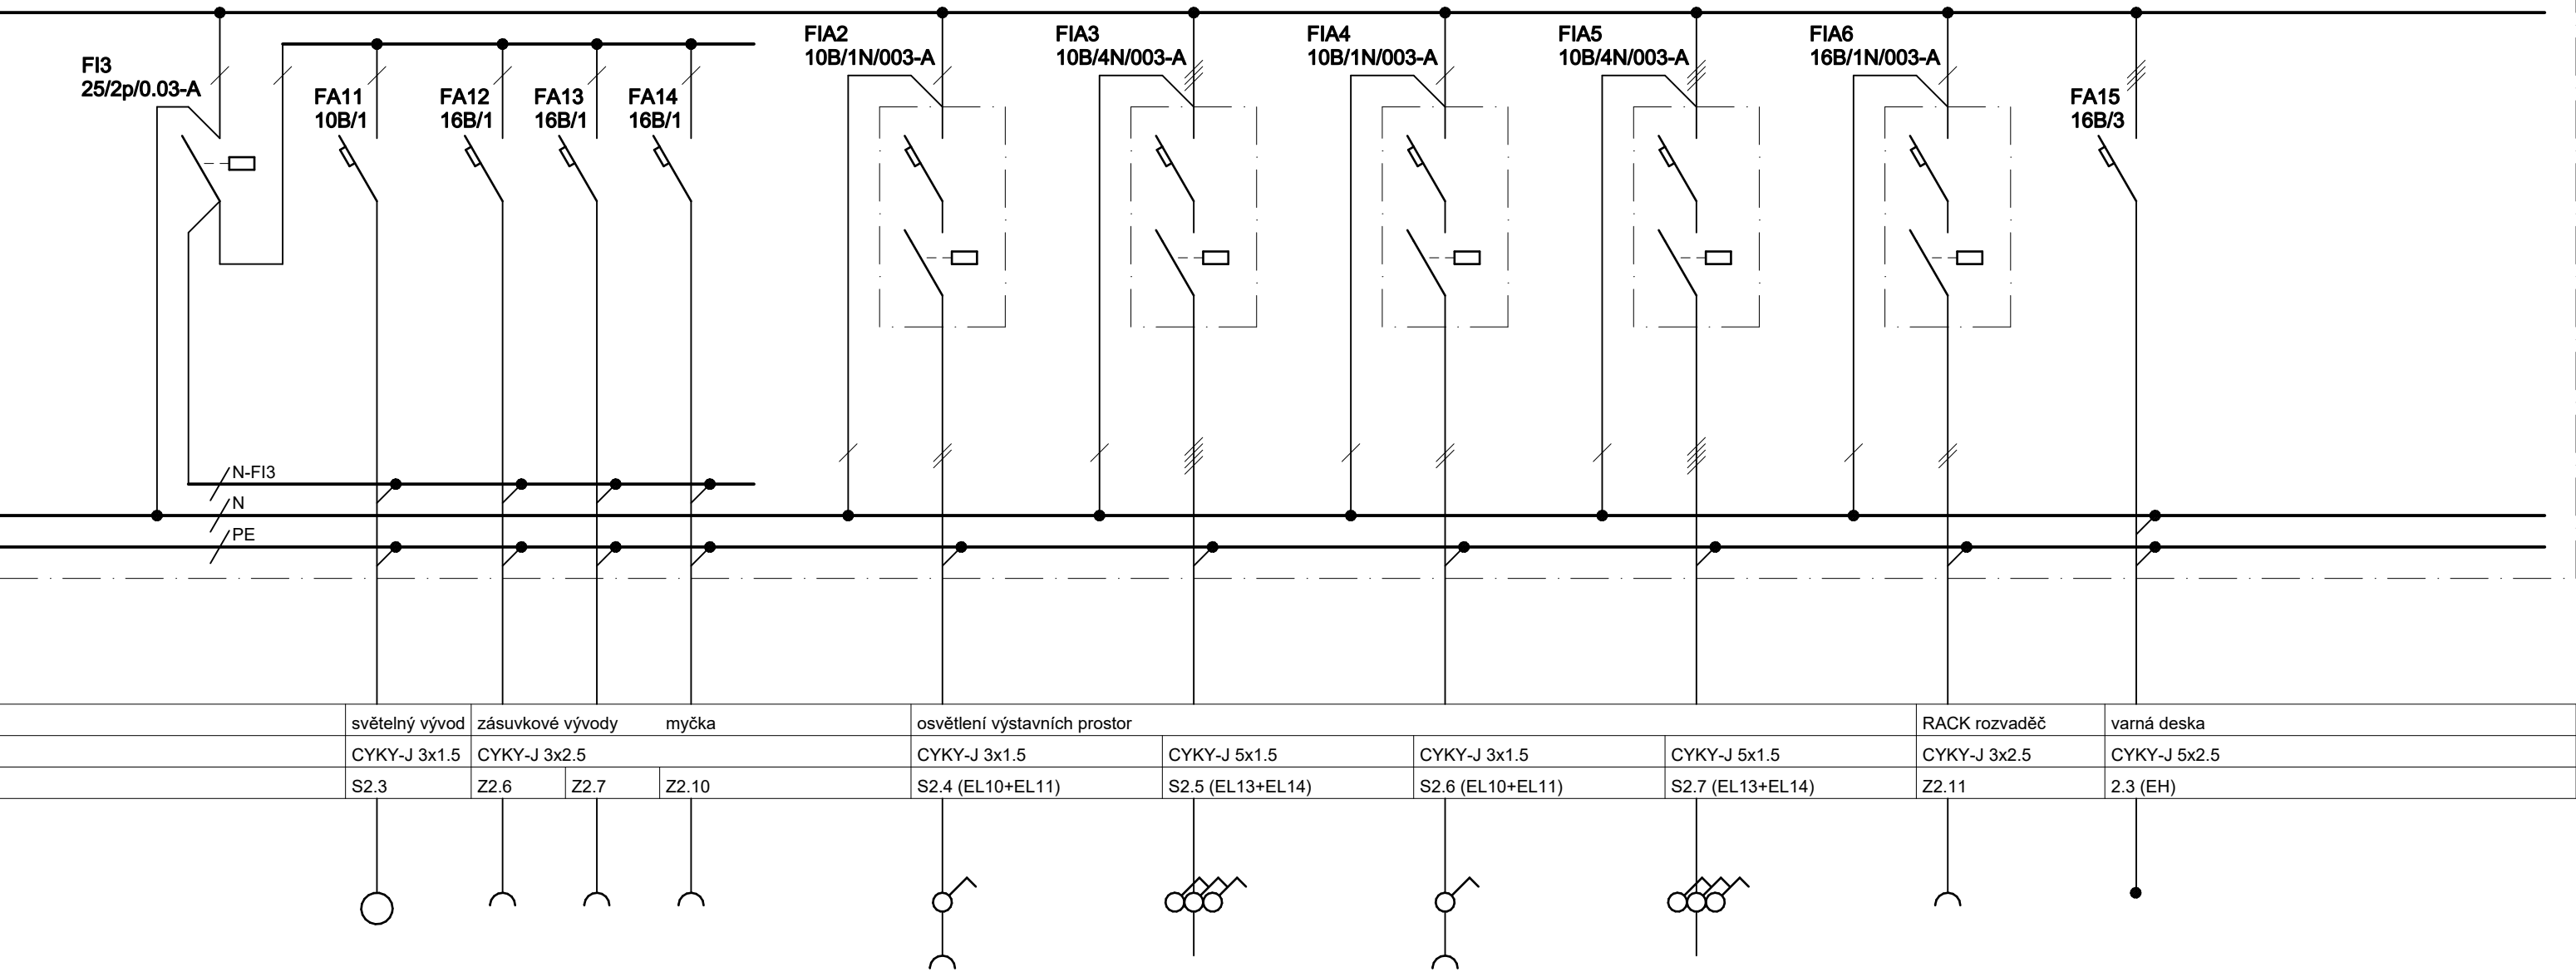 FI3
25/2p/0.03-A
FA11
10B/1
FA12
16B/1
FA13
16B/1
FA14
16B/1
FIA2
10B/1N/003-A
FIA3
10B/4N/003-A
FIA4
10B/1N/003-A
FIA5
10B/4N/003-A
FIA6
16B/1N/003-A
FA15
16B/3
N-FI3
N
PE
světelný vývod zásuvkové vývody myčka osvětlení výstavních prostor RACK rozvaděč varná deska
CYKY-J 3x1.5 CYKY-J 3x2.5 CYKY-J 3x1.5 CYKY-J 5x1.5 CYKY-J 3x1.5 CYKY-J 5x1.5 CYKY-J 3x2.5 CYKY-J 5x2.5
S2.3 Z2.6 Z2.7 Z2.10 S2.4 (EL10+EL11) S2.5 (EL13+EL14) S2.6 (EL10+EL11) S2.7 (EL13+EL14) Z2.11 2.3 (EH)